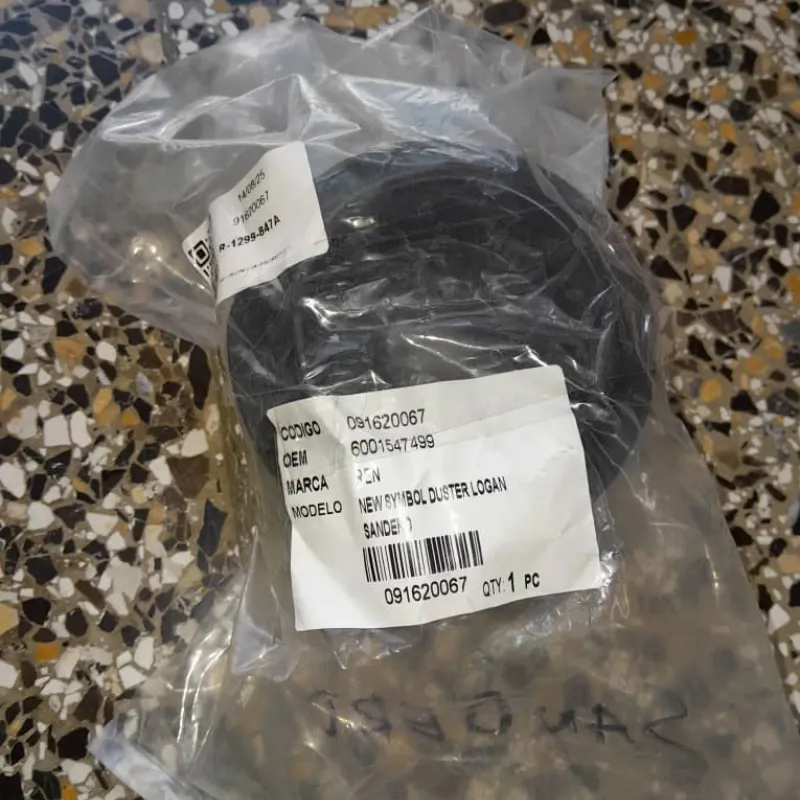 14/08/25
91620067
R-1299-847A
CODIGO 091620067
OEM 6001547499
MARCA REN
MODELO NEW SYMBOL DUSTER LOGAN
SANDERO
091620067 QTY: 1 PC